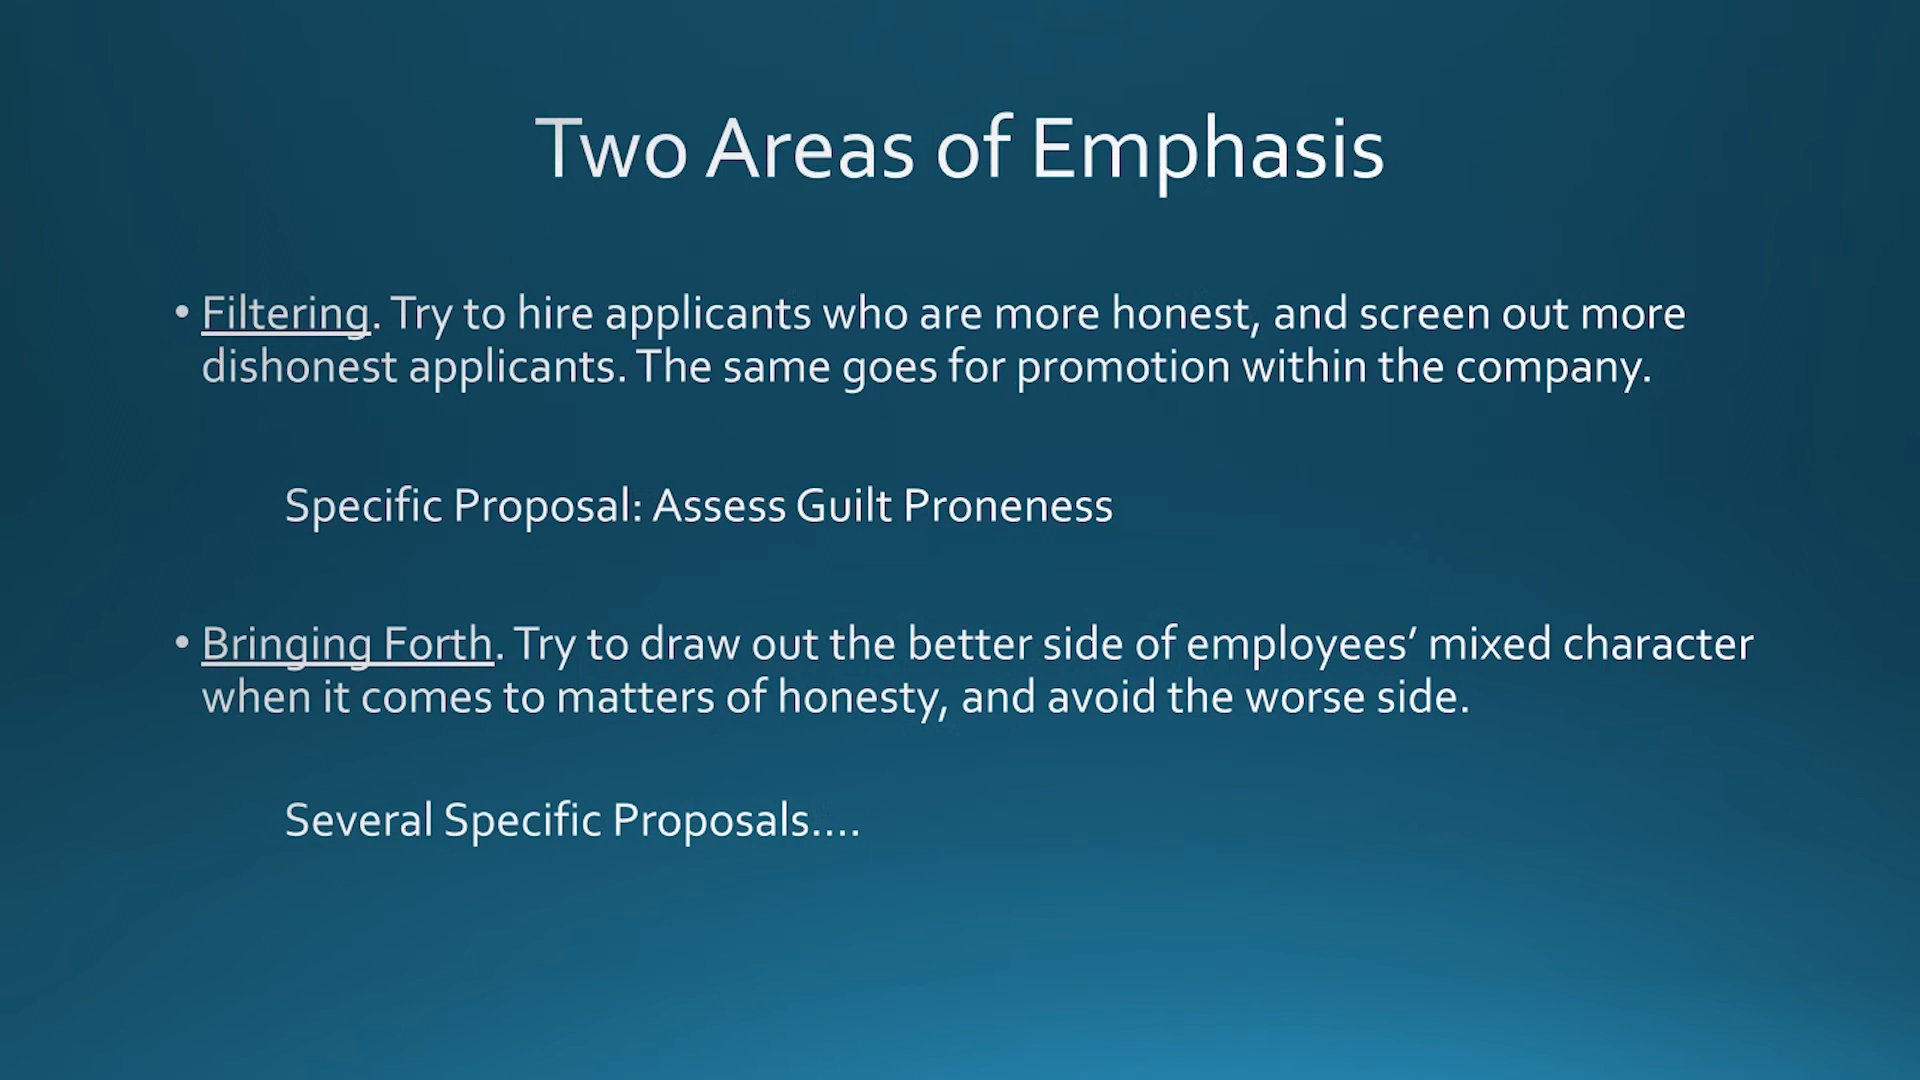 Two Areas of Emphasis
• Filtering. Try to hire applicants who are more honest, and screen out more
dishonest applicants. The same goes for promotion within the company.
Specific Proposal: Assess Guilt Proneness
• Bringing Forth. Try to draw out the better side of employees’ mixed character
when it comes to matters of honesty, and avoid the worse side.
Several Specific Proposals....